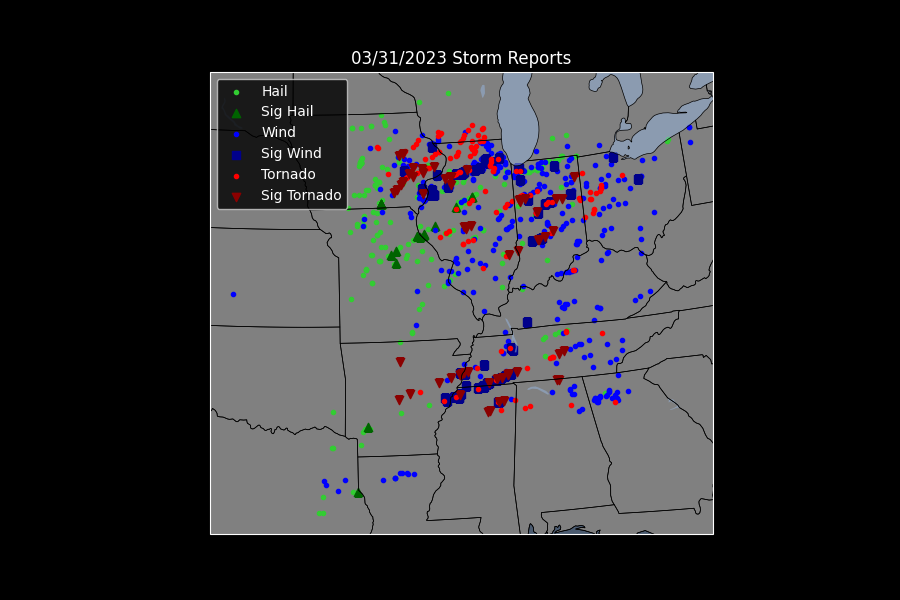 03/31/2023 Storm Reports
Hail
Sig Hail
Wind
Sig Wind
Tornado
Sig Tornado